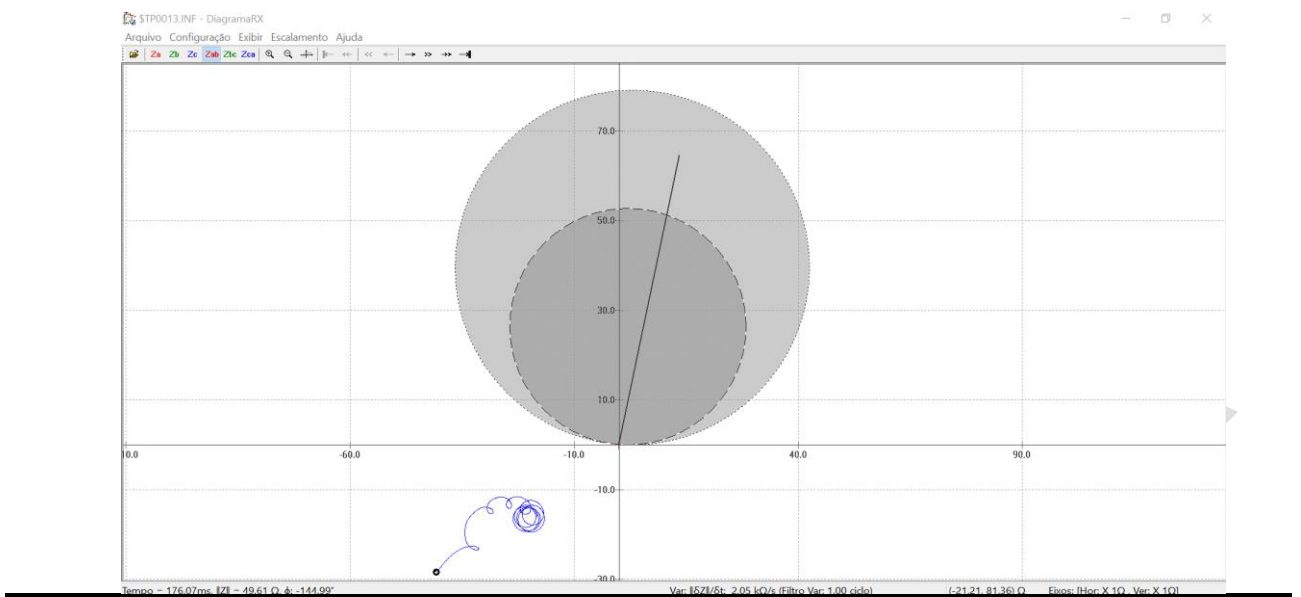 $TP0013.INF - DiagramaRX
Arquivo Configuração Exibir Escalamento Ajuda
Za Zb Zc Zab Zbc Zca
70.0
50.0
30.0
10.0
10.0 -60.0 -10.0 40.0 90.0
-10.0
-30.0
Tempo = 176.07ms, ||Z|| = 49.61 Ω, φ: -144.99° Var: ||δZ||/δt: 2.05 kΩ/s (Filtro Var: 1.00 ciclo) (-21.21, 81.36) Ω Eixos: [Hor: X 1Ω, Ver: X 1Ω]